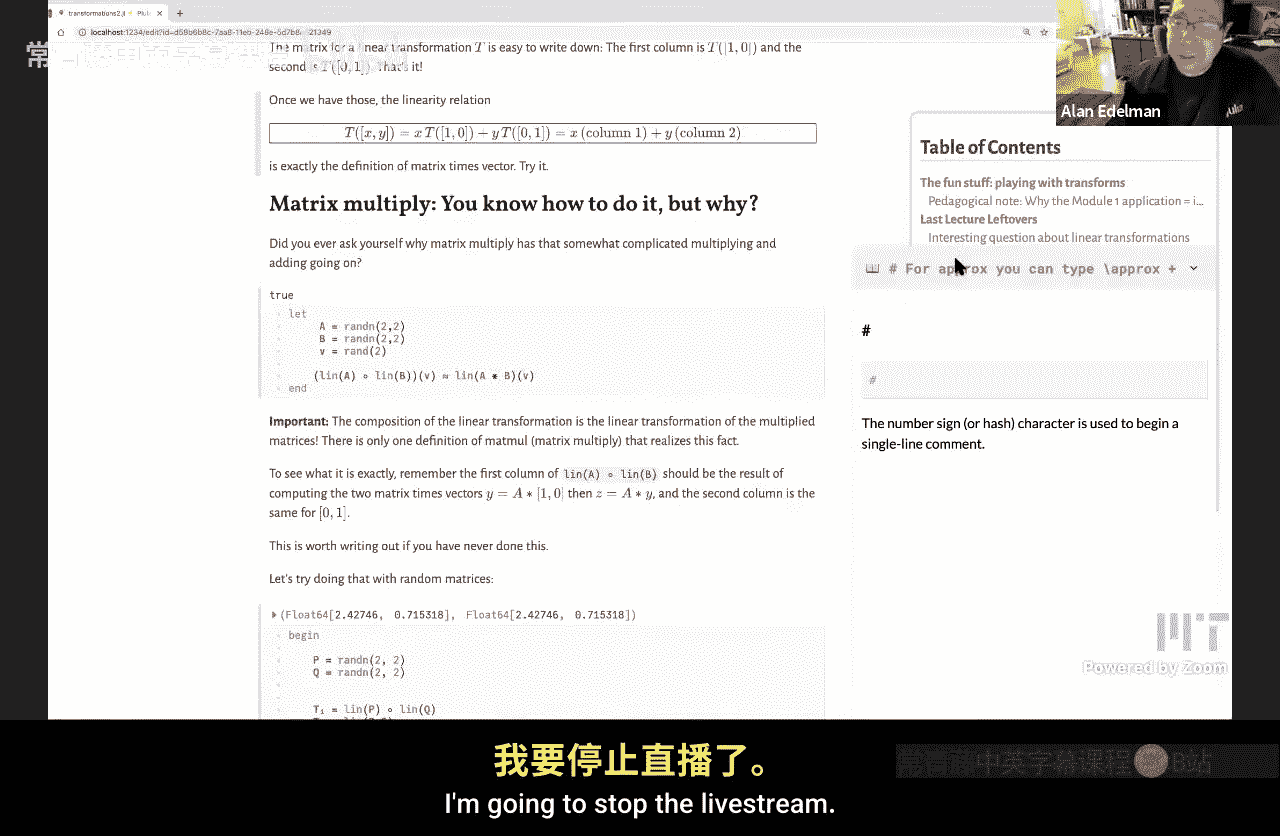 transformations2.jl
localhost:1234/edit?id=d59b6b8c-7aa8-11eb-
Alan Edelman
The matrix for a linear transformation T is easy to write down: The first column is T([1, 0]) and the
second is T([0, 1]). That's it!
Once we have those, the linearity relation
T([x, y]) = x T([1, 0]) + y T([0, 1]) = x (column 1) + y (column 2)
is exactly the definition of matrix times vector. Try it.
Matrix multiply: You know how to do it, but why?
Did you ever ask yourself why matrix multiply has that somewhat complicated multiplying and
adding going on?
true
let
A = randn(2,2)
B = randn(2,2)
v = rand(2)
(lin(A) ∘ lin(B))(v) ≈ lin(A * B)(v)
end
Important: The composition of the linear transformation is the linear transformation of the multiplied
matrices! There is only one definition of matmul (matrix multiply) that realizes this fact.
To see what it is exactly, remember the first column of lin(A) ∘ lin(B) should be the result of
computing the two matrix times vectors y = A * [1, 0] then z = A * y, and the second column is the
same for [0, 1].
This is worth writing out if you have never done this.
Let's try doing that with random matrices:
(Float64[2.42746, 0.715318], Float64[2.42746, 0.715318])
begin
P = randn(2, 2)
Q = randn(2, 2)
T₁ = lin(P) ∘ lin(Q)
Table of Contents
The fun stuff: playing with transforms
Pedagogical note: Why the Module 1 application = i...
Last Lecture Leftovers
Interesting question about linear transformations
# For approx you can type \approx +
#
#
The number sign (or hash) character is used to begin a
single-line comment.
MIT
Powered by Zoom
我要停止直播了。
I'm going to stop the livestream.